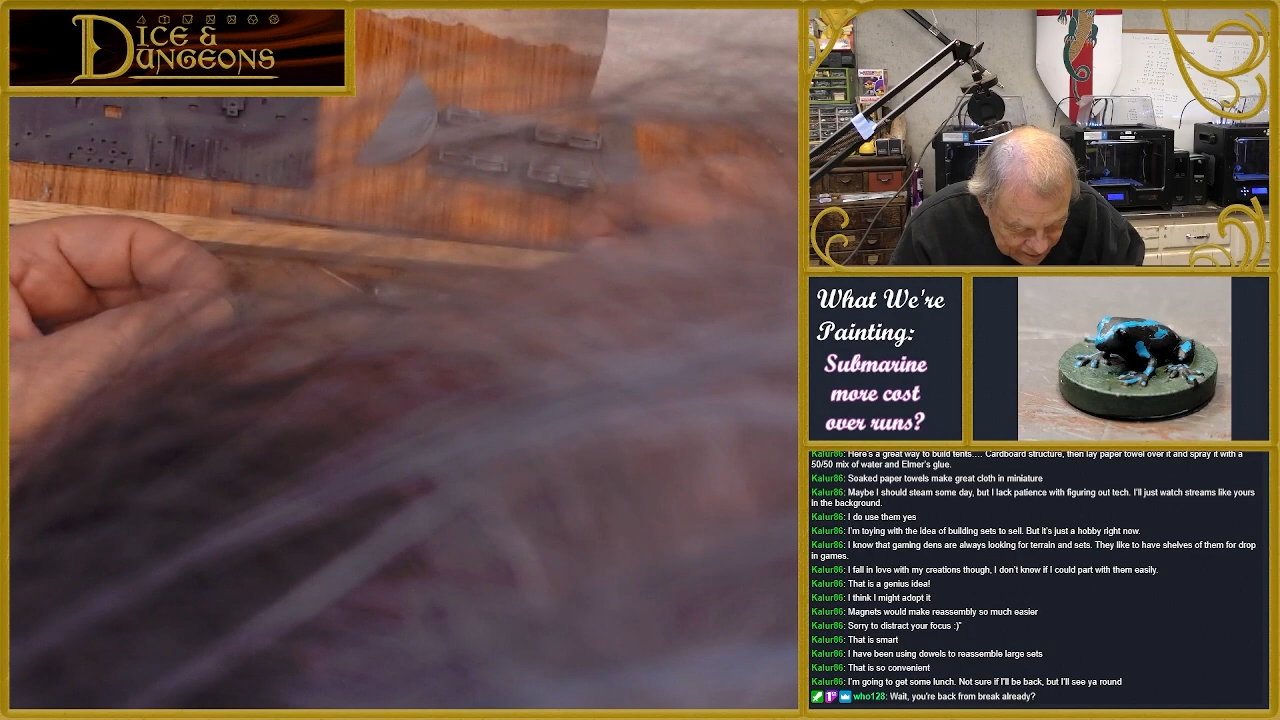 DICE &
DUNGEONS
What We're
Painting:
Submarine
more cost
over runs?
Kalur86: Here's a great way to build tents.... Cardboard structure, then lay paper towel over it and spray it with a
50/50 mix of water and Elmer's glue.
Kalur86: Soaked paper towels make great cloth in miniature
Kalur86: Maybe I should steam some day, but I lack patience with figuring out tech. I'll just watch streams like yours
in the background.
Kalur86: I do use them yes
Kalur86: I'm toying with the idea of building sets to sell. But it's just a hobby right now.
Kalur86: I know that gaming dens are always looking for terrain and sets. They like to have shelves of them for drop
in games.
Kalur86: I fall in love with my creations though, I don't know if I could part with them easily.
Kalur86: That is a genius idea!
Kalur86: I think I might adopt it
Kalur86: Magnets would make reassembly so much easier
Kalur86: Sorry to distract your focus :)"
Kalur86: That is smart
Kalur86: I have been using dowels to reassemble large sets
Kalur86: That is so convenient
Kalur86: I'm going to get some lunch. Not sure if I'll be back, but I'll see ya round
who128: Wait, you're back from break already?